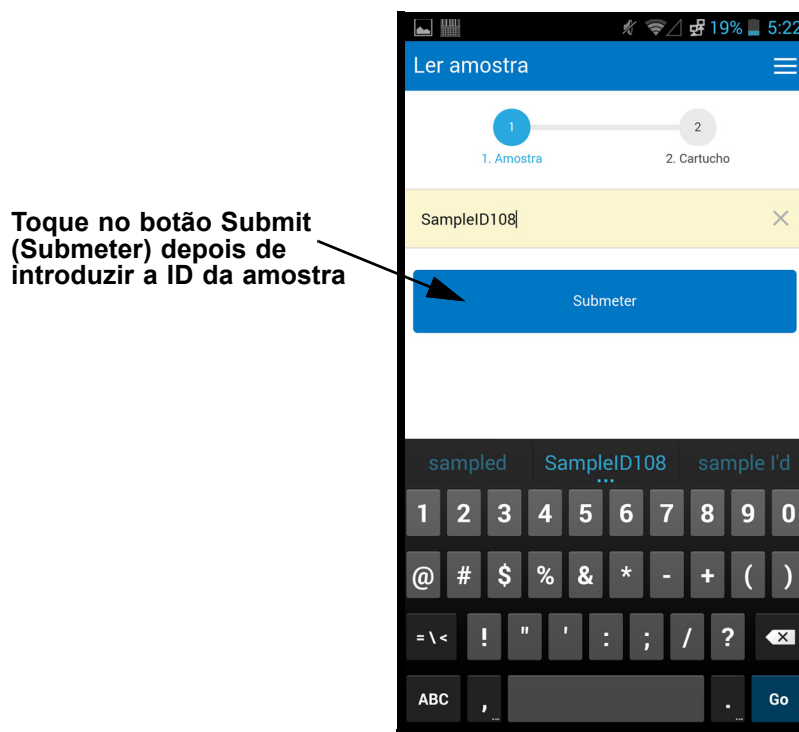 19% 5:22
Ler amostra
1 2
1. Amostra 2. Cartucho
Toque no botão Submit
(Submeter) depois de
introduzir a ID da amostra
SampleID108
Submeter
sampled SampleID108 sample I'd
1 2 3 4 5 6 7 8 9 0
@ # $ % & * - + ( )
= \ < ! " ' : ; / ?
ABC , . Go